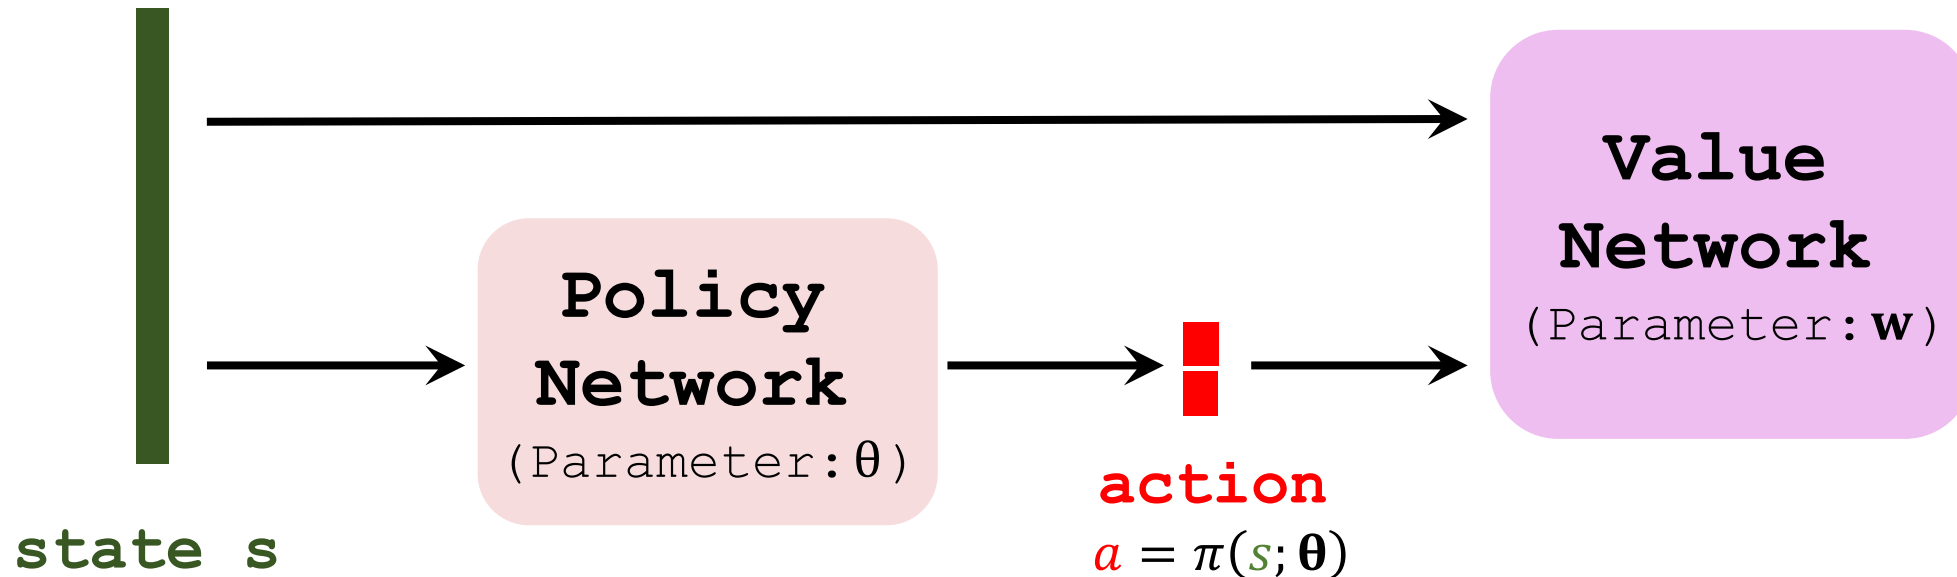 Value
Network
(Parameter:w)
Policy
Network
(Parameter:θ)
action
a = π(s; θ)
state s